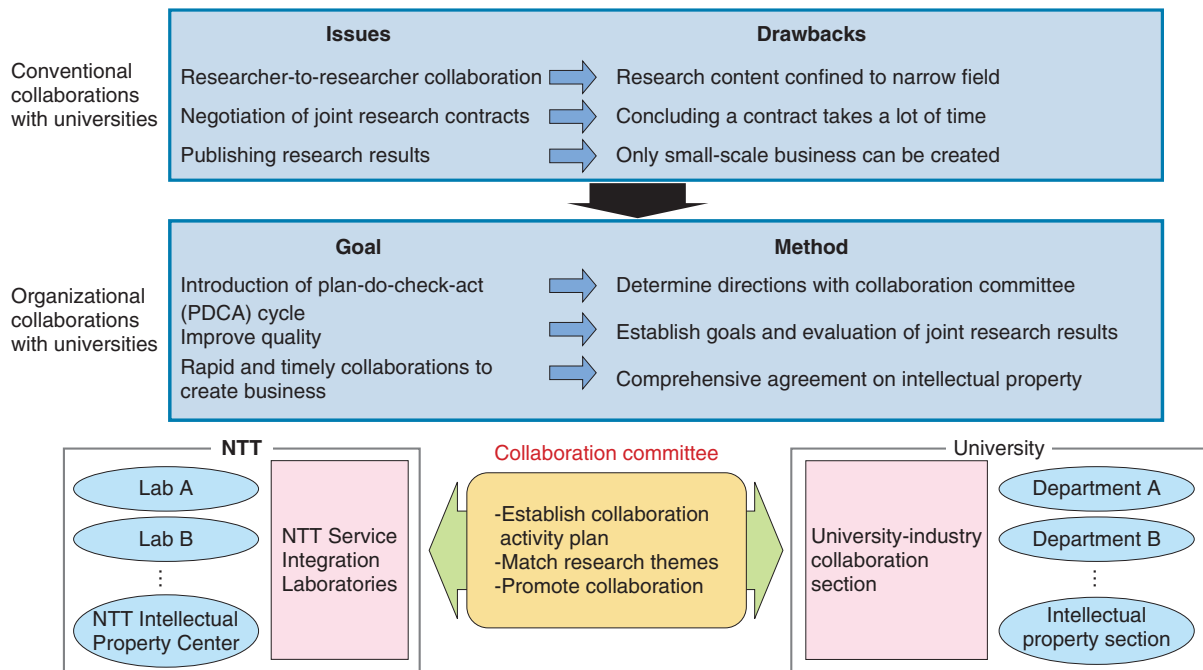 Issues
Drawbacks
Conventional
collaborations
with universities
Researcher-to-researcher collaboration
Research content confined to narrow field
Negotiation of joint research contracts
Concluding a contract takes a lot of time
Publishing research results
Only small-scale business can be created
Goal
Method
Organizational
collaborations
with universities
Introduction of plan-do-check-act
(PDCA) cycle
Determine directions with collaboration committee
Improve quality
Establish goals and evaluation of joint research results
Rapid and timely collaborations to
create business
Comprehensive agreement on intellectual property
NTT
Lab A
Lab B
⋮
NTT Intellectual
Property Center
NTT Service
Integration
Laboratories
Collaboration committee
-Establish collaboration
activity plan
-Match research themes
-Promote collaboration
University
University-industry
collaboration
section
Department A
Department B
⋮
Intellectual
property section